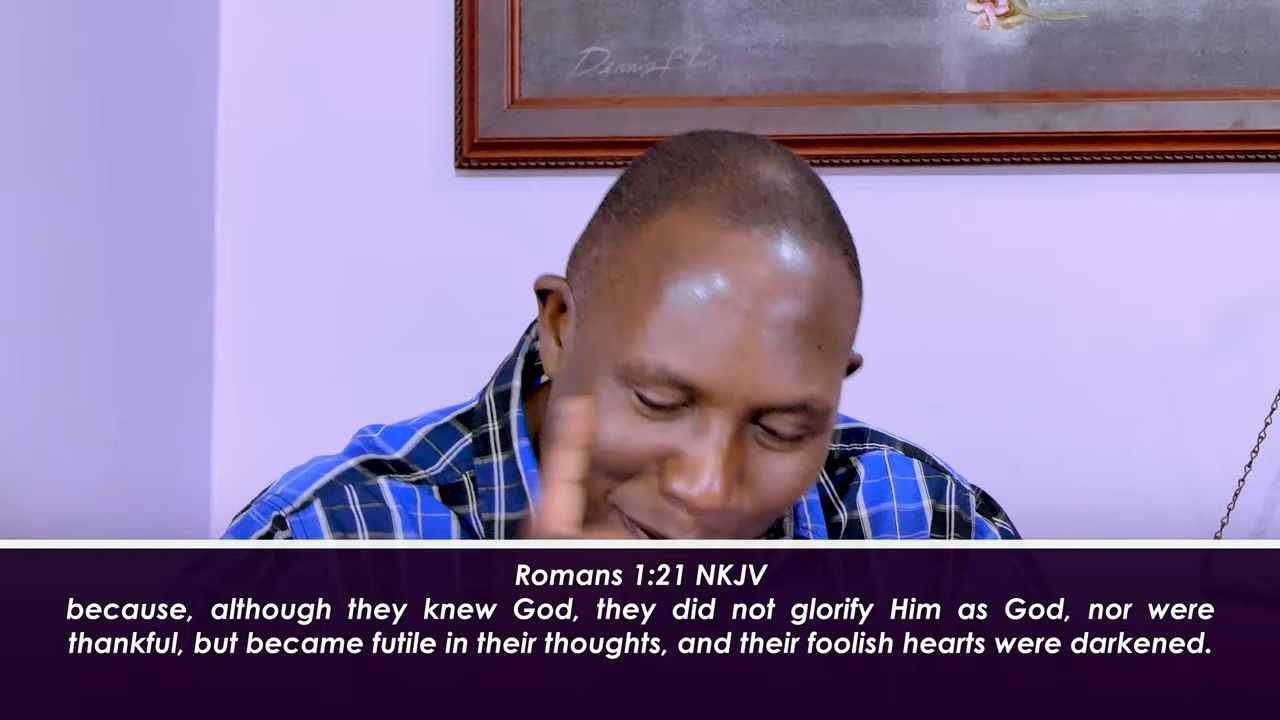 Romans 1:21 NKJV
because, although they knew God, they did not glorify Him as God, nor were
thankful, but became futile in their thoughts, and their foolish hearts were darkened.